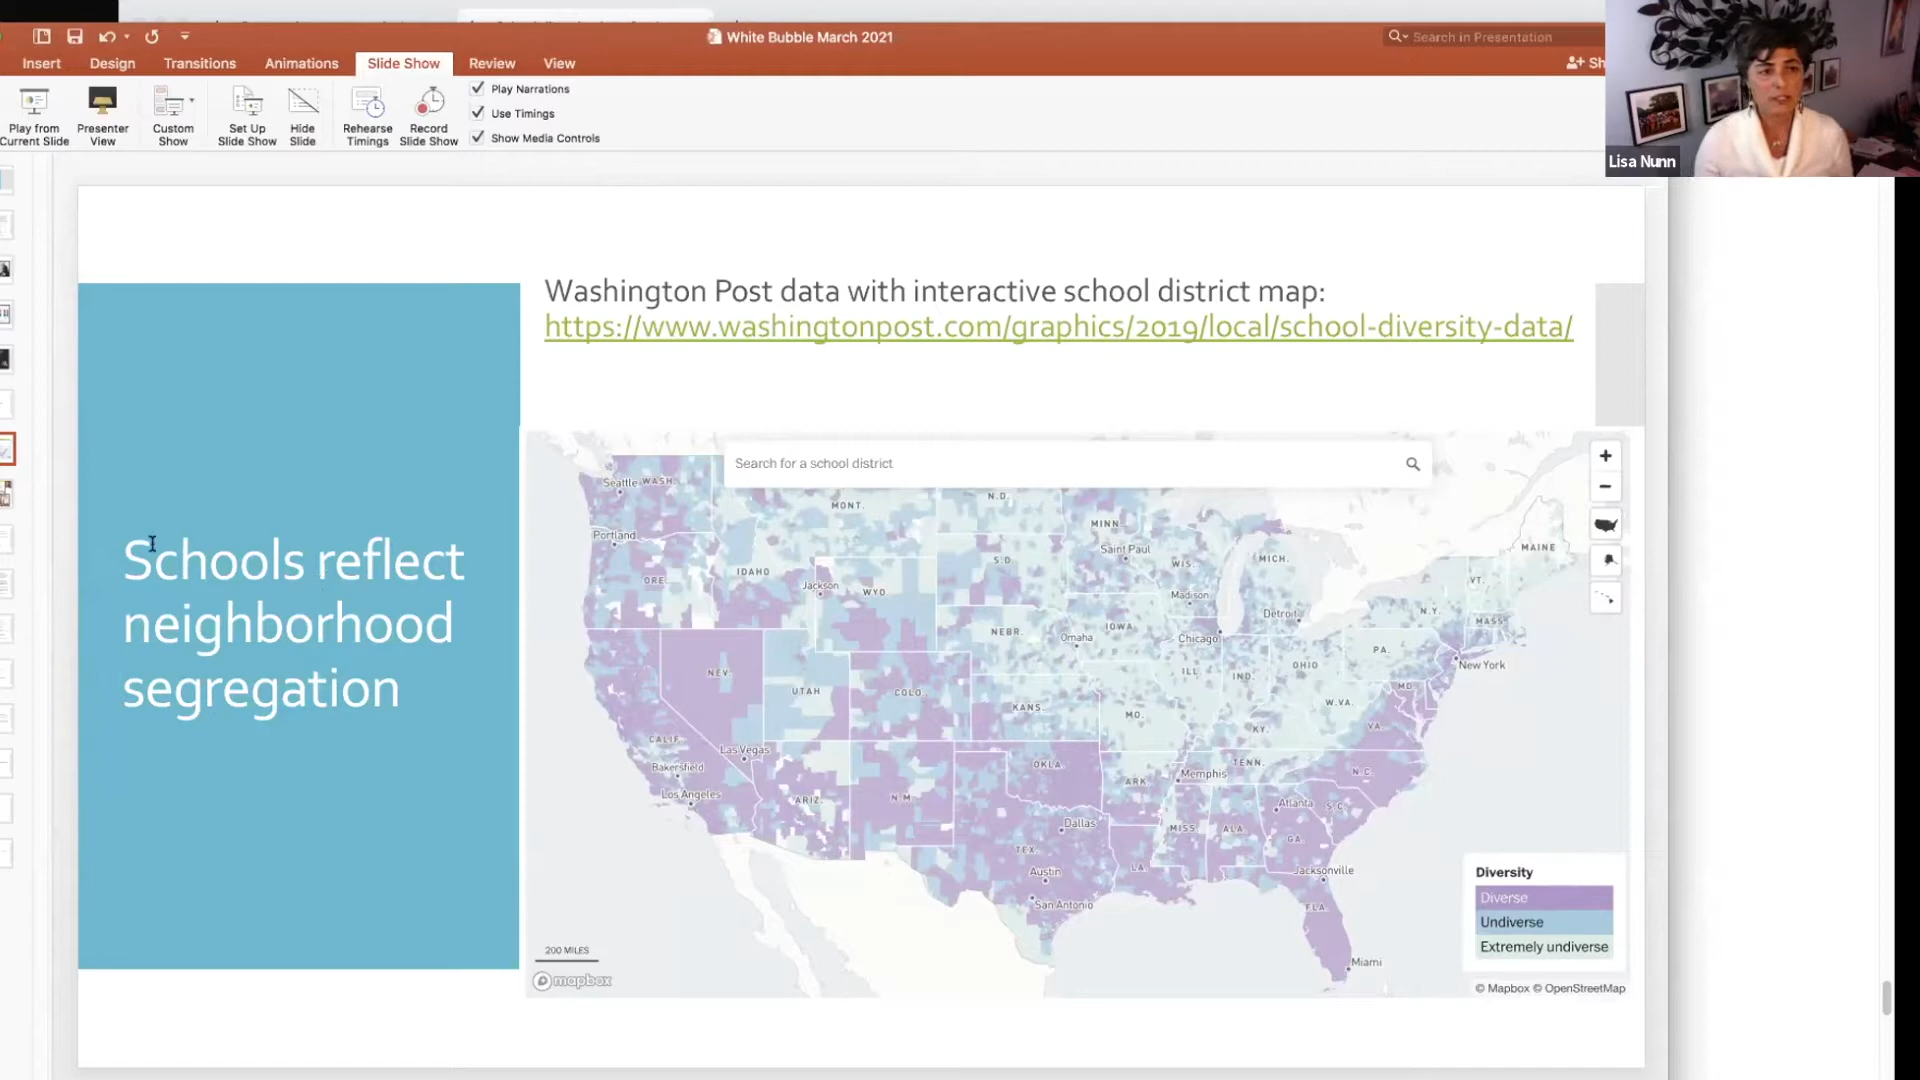 White Bubble March 2021
Search in Presentation
Insert
Design
Transitions
Animations
Slide Show
Review
View
Sh
Play from
Current Slide
Presenter
View
Custom
Show
Set Up
Slide Show
Hide
Slide
Rehearse
Timings
Record
Slide Show
Play Narrations
Use Timings
Show Media Controls
Lisa Nunn
Washington Post data with interactive school district map:
https://www.washingtonpost.com/graphics/2019/local/school-diversity-data/
Schools reflect
neighborhood
segregation
Search for a school district
+
−
Seattle
WASH.
MONT.
N.D.
MINN.
Portland
Saint Paul
MAINE
ORE.
IDAHO
Jackson
WYO.
S.D.
WIS.
MICH.
VT.
Madison
Detroit
N.Y.
MASS.
NEBR.
Omaha
IOWA
Chicago
NEV.
UTAH
COLO.
KANS.
MO.
ILL.
IND.
OHIO
PA.
New York
W.VA.
MD.
VA.
KY.
CALIF.
Las Vegas
Bakersfield
Los Angeles
ARIZ.
N.M.
OKLA.
ARK.
Memphis
TENN.
N.C.
Atlanta
S.C.
Dallas
MISS.
ALA.
GA.
TEX.
Austin
LA.
Jacksonville
San Antonio
FLA.
Miami
Diversity
Diverse
Undiverse
Extremely undiverse
200 MILES
mapbox
© Mapbox © OpenStreetMap